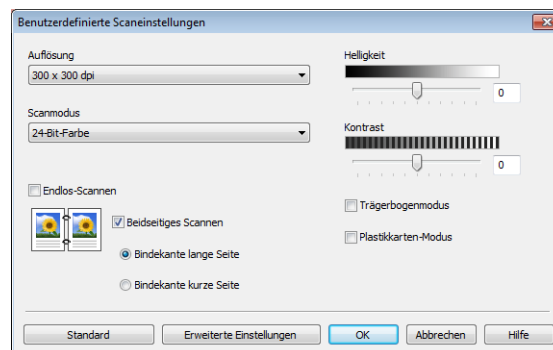 Benutzerdefinierte Scaneinstellungen
Auflösung
300 x 300 dpi
Scanmodus
24-Bit-Farbe
Endlos-Scannen
Beidseitiges Scannen
Bindekante lange Seite
Bindekante kurze Seite
Helligkeit
0
Kontrast
0
Trägerbogenmodus
Plastikkarten-Modus
Standard
Erweiterte Einstellungen
OK
Abbrechen
Hilfe